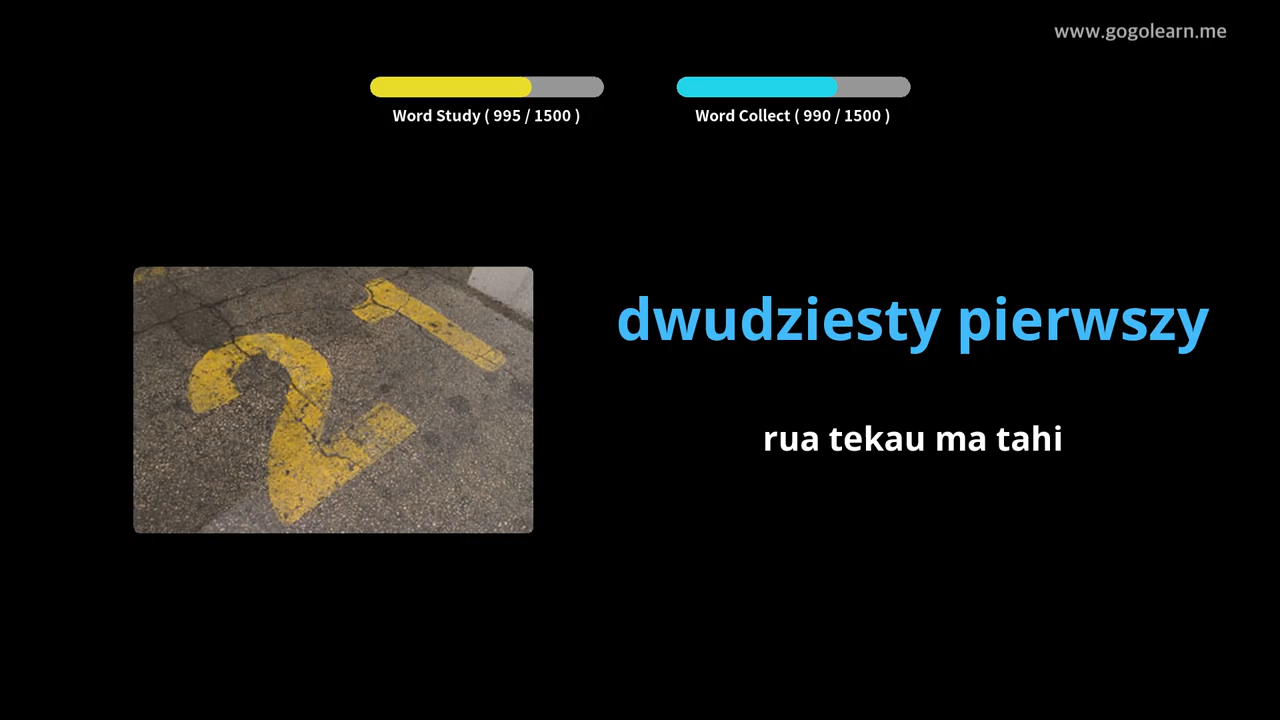 www.gogolearn.me
Word Study ( 995 / 1500 )
Word Collect ( 990 / 1500 )
21
dwudziesty pierwszy
rua tekau ma tahi